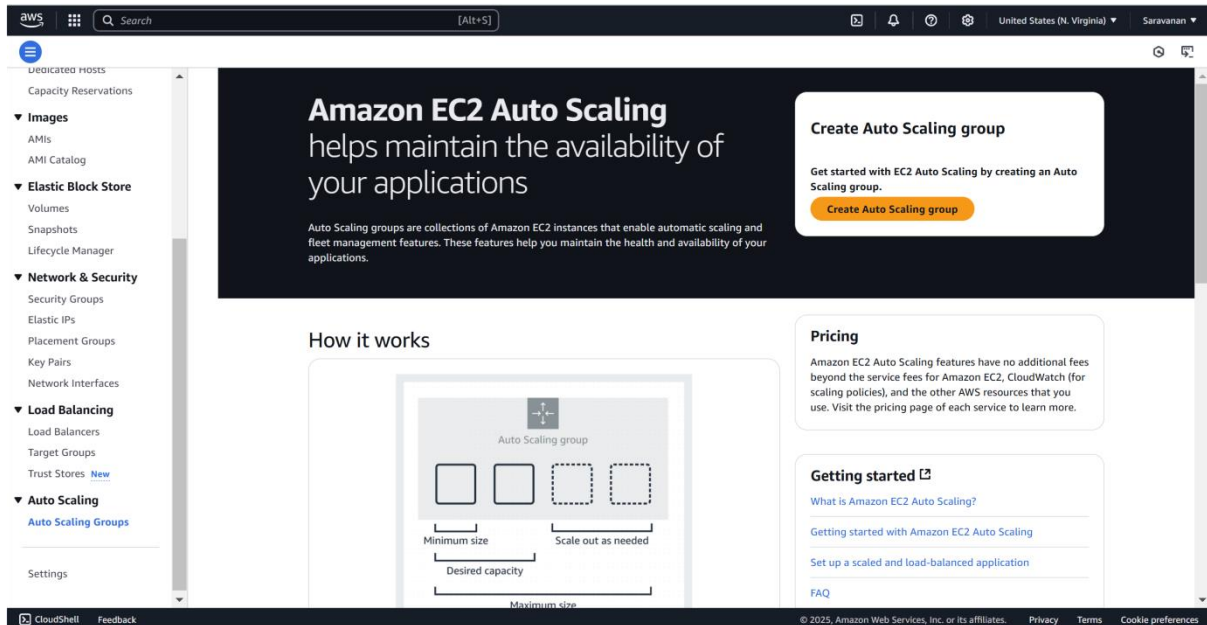 aws
Search
[Alt+S]
United States (N. Virginia)
Saravanan
Dedicated Hosts
Capacity Reservations
Images
AMIs
AMI Catalog
Elastic Block Store
Volumes
Snapshots
Lifecycle Manager
Network & Security
Security Groups
Elastic IPs
Placement Groups
Key Pairs
Network Interfaces
Load Balancing
Load Balancers
Target Groups
Trust Stores New
Auto Scaling
Auto Scaling Groups
Settings
Amazon EC2 Auto Scaling
helps maintain the availability of
your applications
Auto Scaling groups are collections of Amazon EC2 instances that enable automatic scaling and
fleet management features. These features help you maintain the health and availability of your
applications.
Create Auto Scaling group
Get started with EC2 Auto Scaling by creating an Auto
Scaling group.
Create Auto Scaling group
How it works
Auto Scaling group
Minimum size
Scale out as needed
Desired capacity
Maximum size
Pricing
Amazon EC2 Auto Scaling features have no additional fees
beyond the service fees for Amazon EC2, CloudWatch (for
scaling policies), and the other AWS resources that you
use. Visit the pricing page of each service to learn more.
Getting started
What is Amazon EC2 Auto Scaling?
Getting started with Amazon EC2 Auto Scaling
Set up a scaled and load-balanced application
FAQ
CloudShell
Feedback
© 2025, Amazon Web Services, Inc. or its affiliates.
Privacy
Terms
Cookie preferences